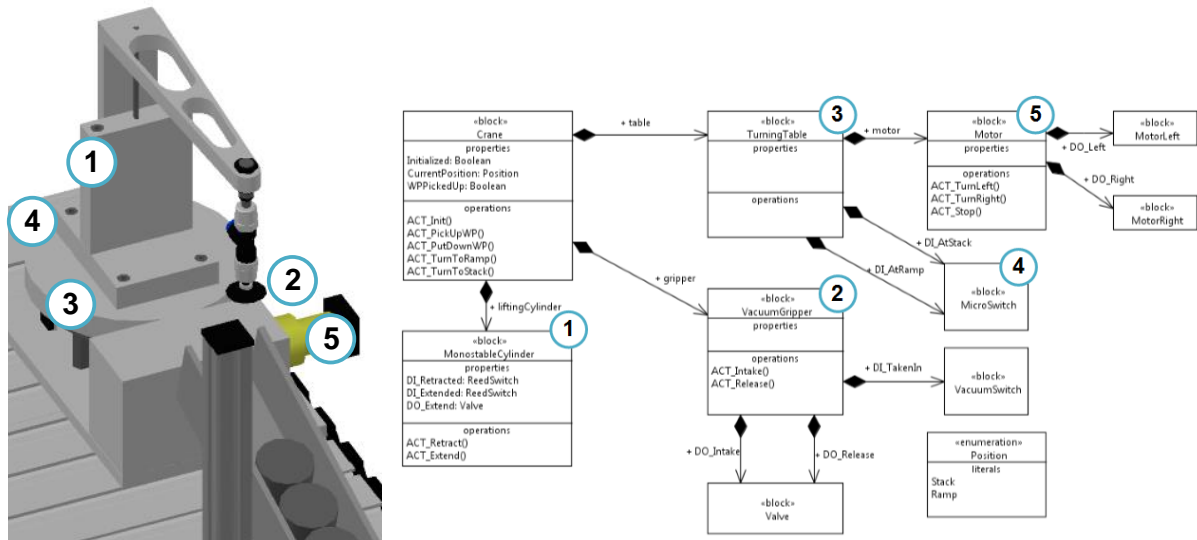 1
4
3
2
5
«block»
Crane
properties
Initialized: Boolean
CurrentPosition: Position
WPPickedUp: Boolean
operations
ACT_Init()
ACT_PickUpWP()
ACT_PutDownWP()
ACT_TurnToRamp()
ACT_TurnToStack()
+ table
3
«block»
TurningTable
properties
operations
+ motor
5
«block»
Motor
properties
operations
ACT_TurnLeft()
ACT_TurnRight()
ACT_Stop()
+ DO_Left
«block»
MotorLeft
+ DO_Right
«block»
MotorRight
+ DI_AtStack
+ DI_AtRamp
4
«block»
MicroSwitch
+ gripper
+ liftingCylinder
1
«block»
MonostableCylinder
properties
DI_Retracted: ReedSwitch
DI_Extended: ReedSwitch
DO_Extend: Valve
operations
ACT_Retract()
ACT_Extend()
2
«block»
VacuumGripper
properties
operations
ACT_Intake()
ACT_Release()
+ DI_TakenIn
«block»
VacuumSwitch
+ DO_Intake
+ DO_Release
«block»
Valve
«enumeration»
Position
literals
Stack
Ramp